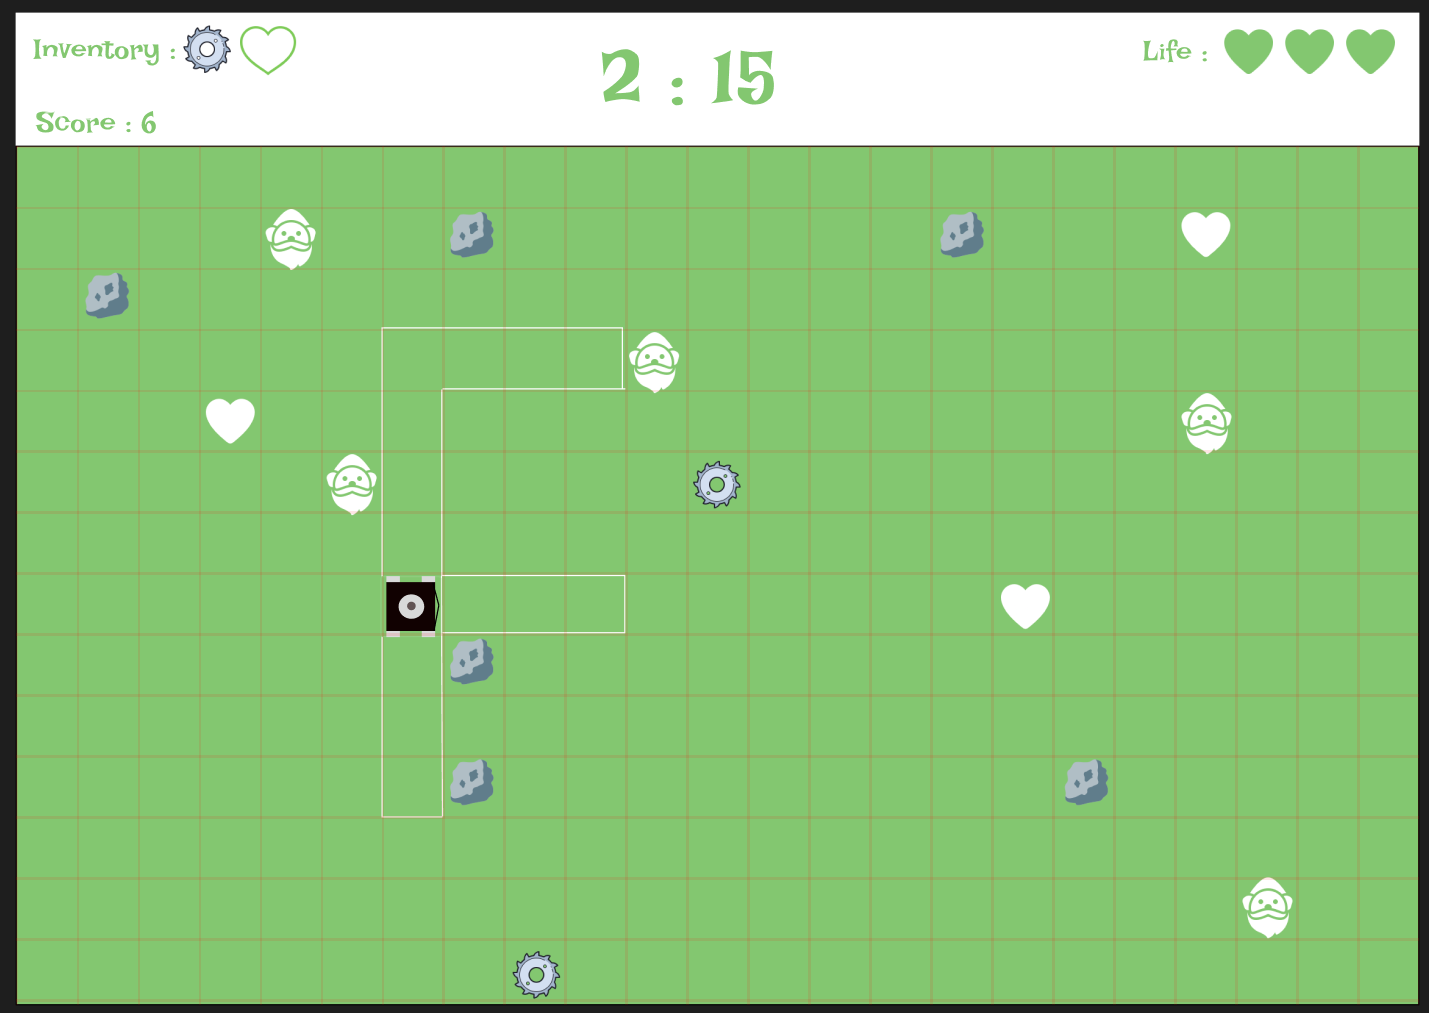 Inventory :
2 : 15
Life :
Score : 6